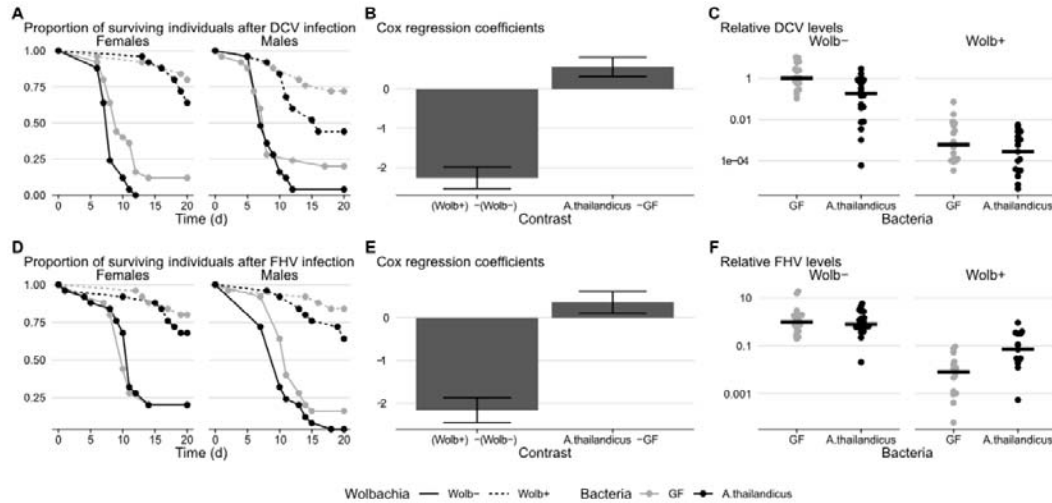 A
Proportion of surviving individuals after DCV infection
Females
Males
1.00
0.75
0.50
0.25
0.00
0 5 10 15 20
0 5 10 15 20
Time (d)
B
Cox regression coefficients
0
−1
−2
(Wolb+) −(Wolb−)
A.thailandicus −GF
Contrast
C
Relative DCV levels
Wolb−
Wolb+
1
0.01
1e−04
GF A.thailandicus
GF A.thailandicus
Bacteria
D
Proportion of surviving individuals after FHV infection
Females
Males
1.00
0.75
0.50
0.25
0 5 10 15 20
0 5 10 15 20
Time (d)
E
Cox regression coefficients
0
−1
−2
(Wolb+) −(Wolb−)
A.thailandicus −GF
Contrast
F
Relative FHV levels
Wolb−
Wolb+
10
0.1
0.001
GF A.thailandicus
GF A.thailandicus
Bacteria
Wolbachia Wolb− Wolb+ Bacteria GF A.thailandicus